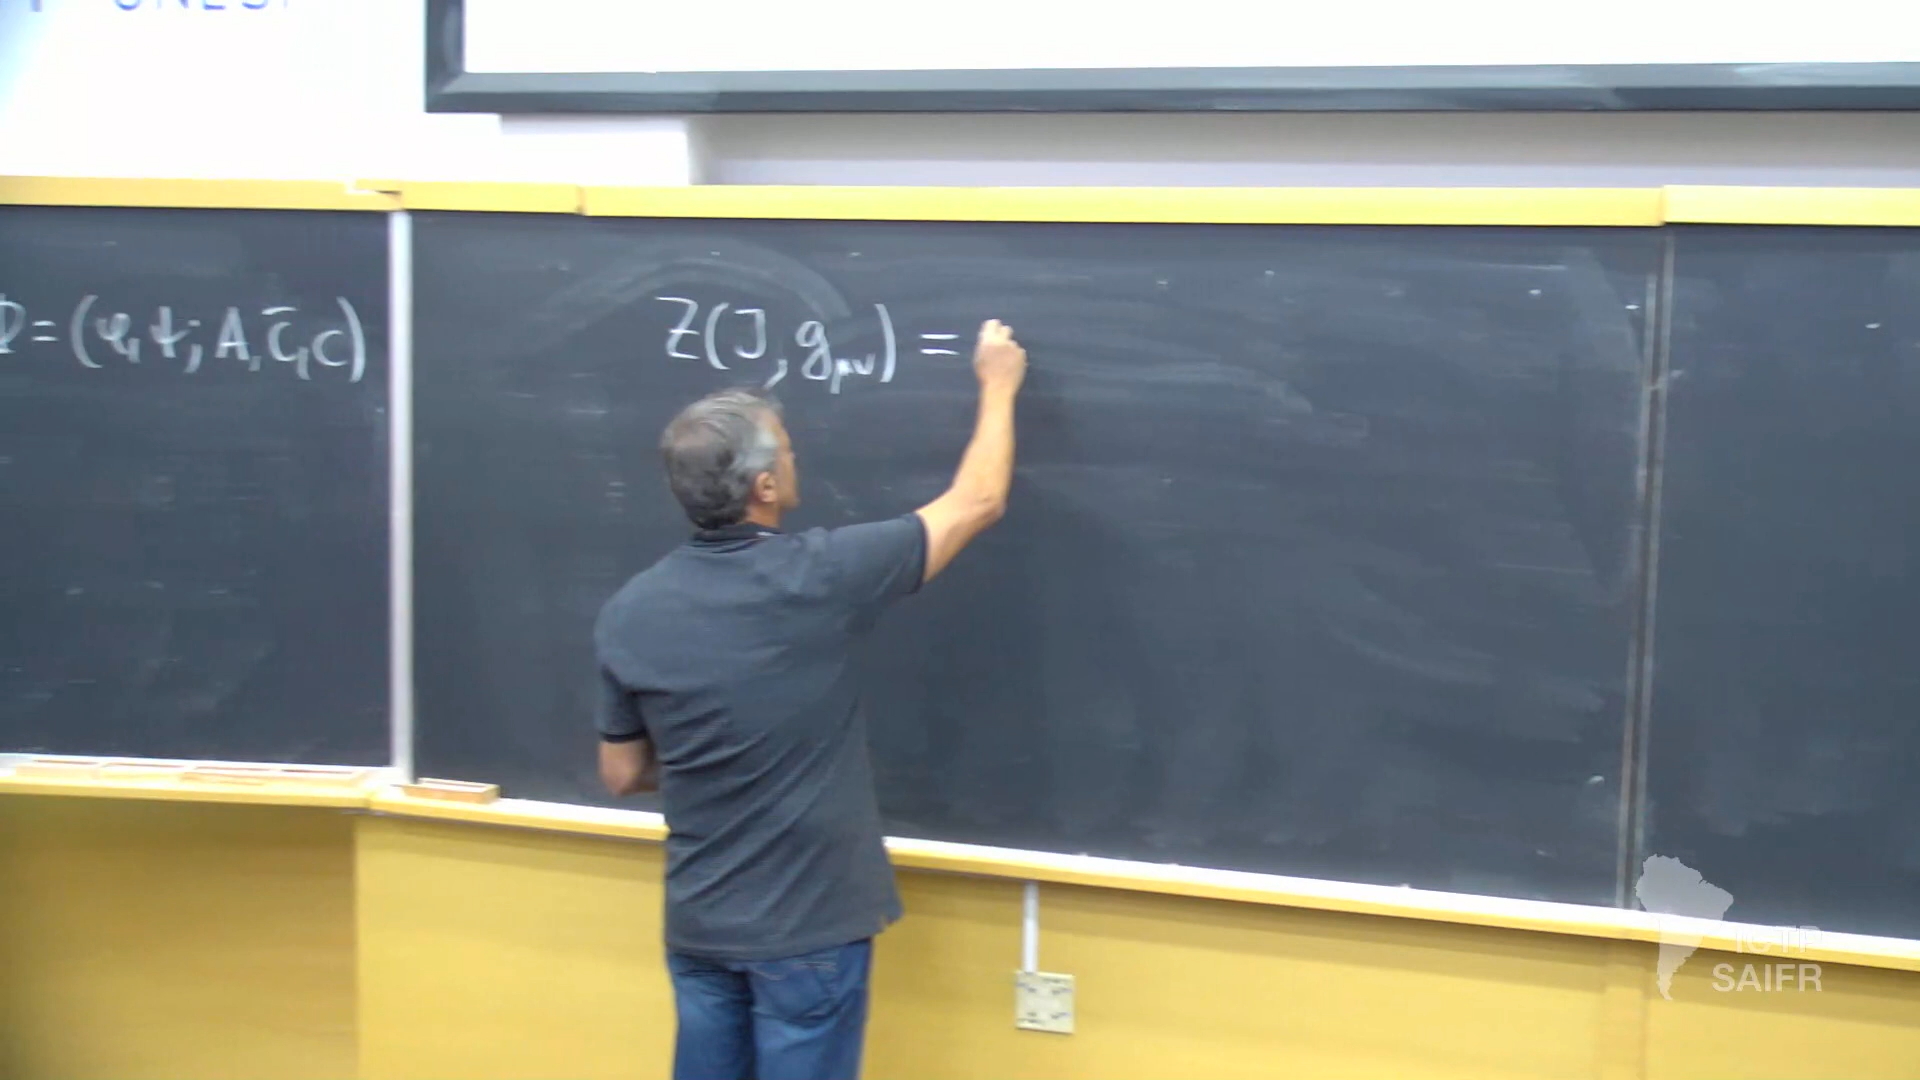 Φ = (φ, ψ; A, c̄, c)
Z(J, g_μν) =
ICTP
SAIFR